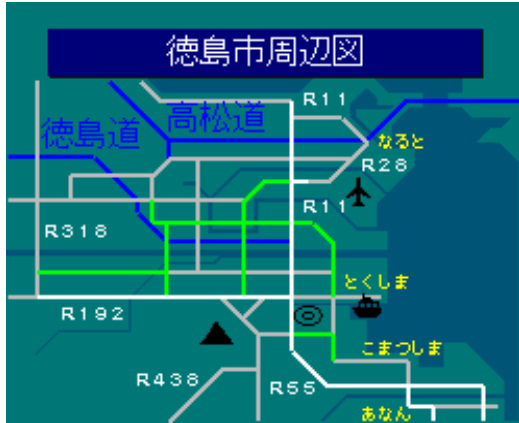 徳島市周辺図
R11
高松道
徳島道
なると
R28
R11
R318
とくしま
R192
こまつしま
R438
R55
あなん